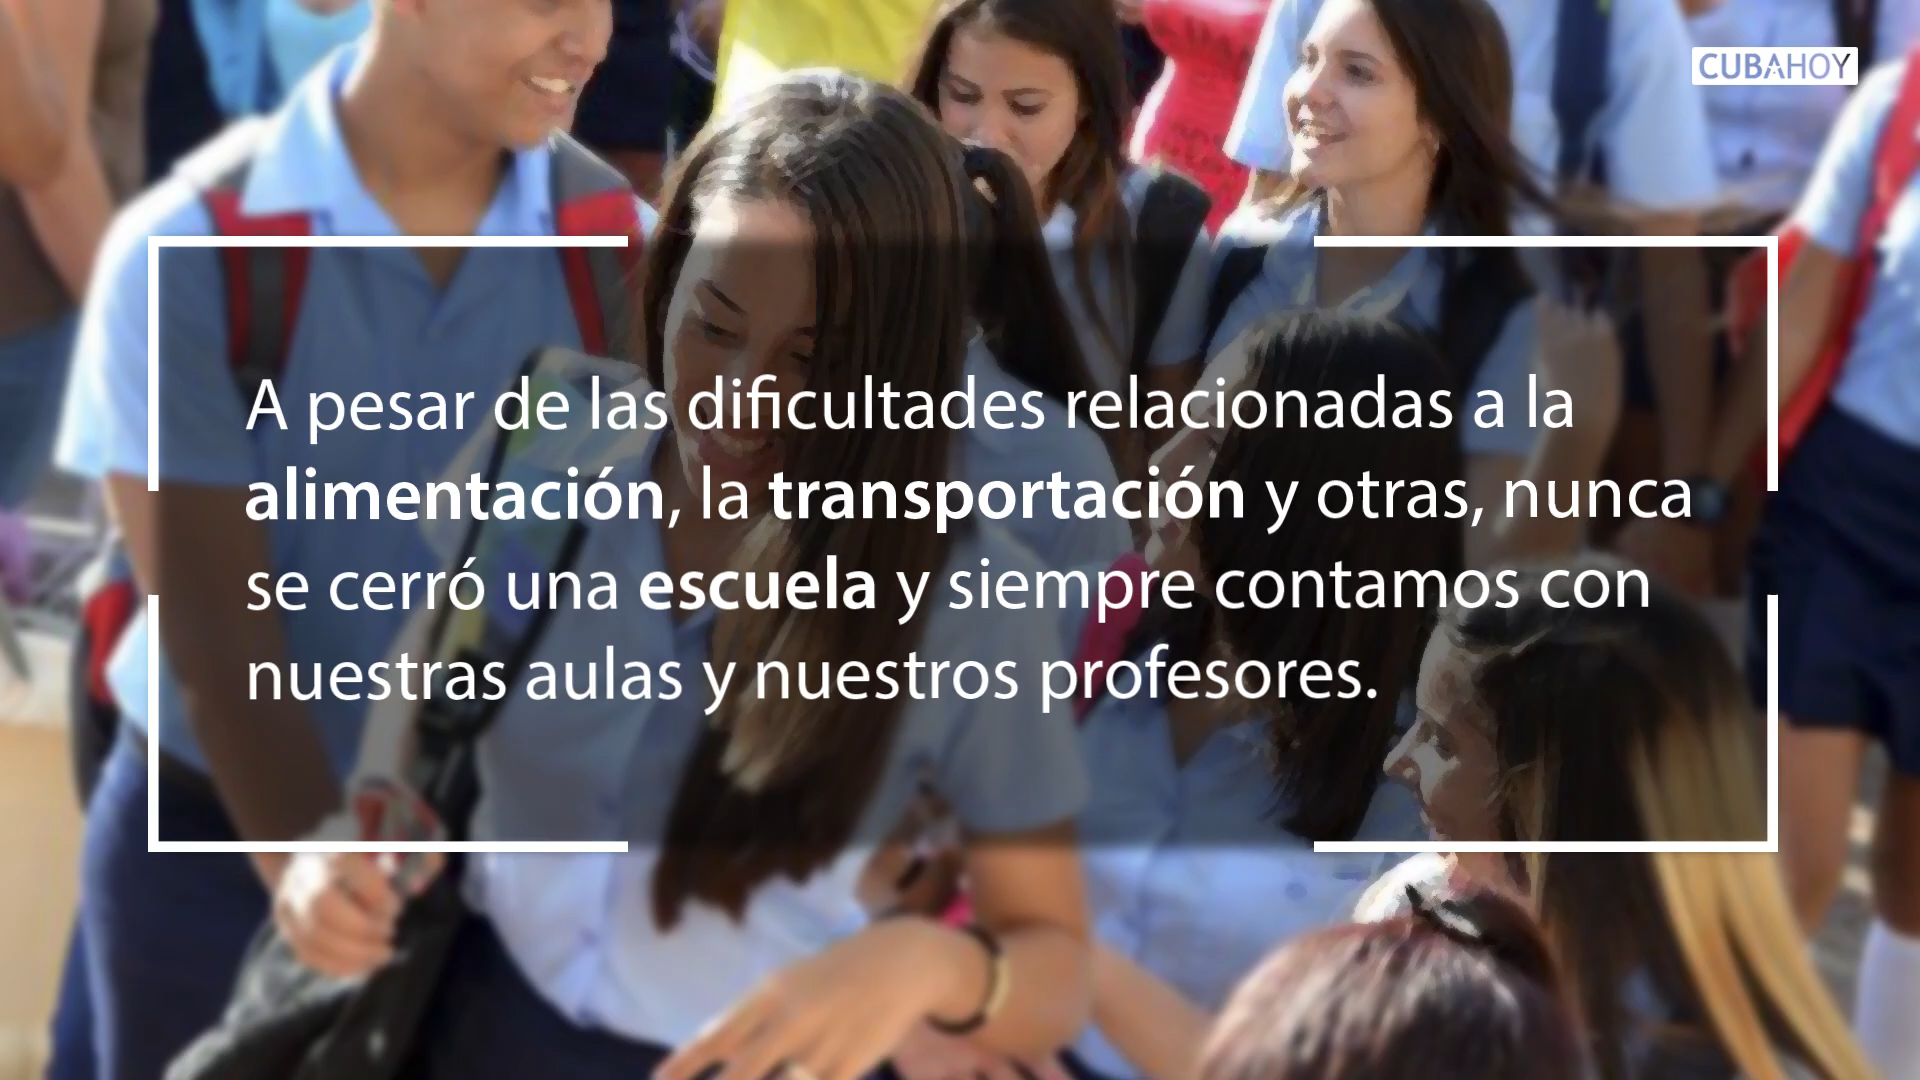 CUBAHOY
A pesar de las dificultades relacionadas a la
alimentación, la transportación y otras, nunca
se cerró una escuela y siempre contamos con
nuestras aulas y nuestros profesores.